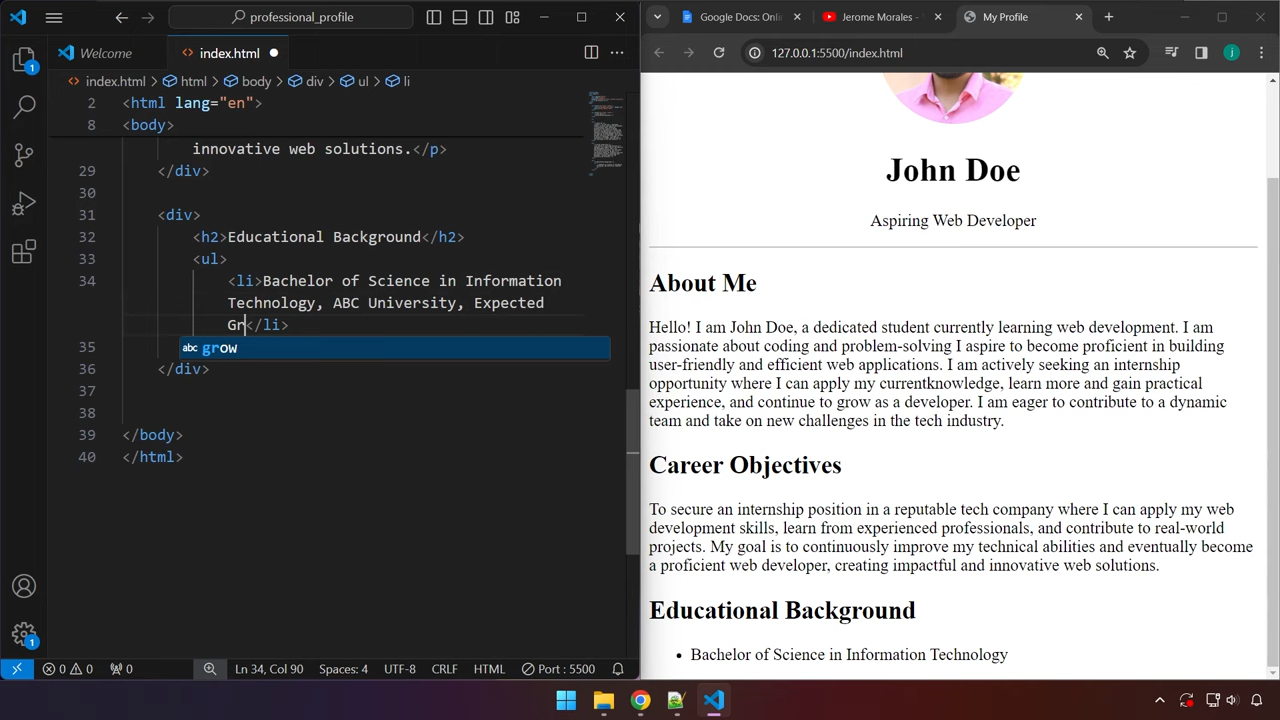 professional_profile
Welcome
index.html
index.html > html > body > div > ul > li
2 <html lang="en">
8 <body>
innovative web solutions.</p>
29 </div>
30
31 <div>
32 <h2>Educational Background</h2>
33 <ul>
34 <li>Bachelor of Science in Information
Technology, ABC University, Expected
Gr</li>
abc grow
35
36 </div>
37
38
39 </body>
40 </html>
1
1
0 0 0 Ln 34, Col 90 Spaces: 4 UTF-8 CRLF HTML Port : 5500
Google Docs: Onli
Jerome Morales -
My Profile
127.0.0.1:5500/index.html
j
John Doe
Aspiring Web Developer
About Me
Hello! I am John Doe, a dedicated student currently learning web development. I am
passionate about coding and problem-solving I aspire to become proficient in building
user-friendly and efficient web applications. I am actively seeking an internship
opportunity where I can apply my currentknowledge, learn more and gain practical
experience, and continue to grow as a developer. I am eager to contribute to a dynamic
team and take on new challenges in the tech industry.
Career Objectives
To secure an internship position in a reputable tech company where I can apply my web
development skills, learn from experienced professionals, and contribute to real-world
projects. My goal is to continuously improve my technical abilities and eventually become
a proficient web developer, creating impactful and innovative web solutions.
Educational Background
• Bachelor of Science in Information Technology